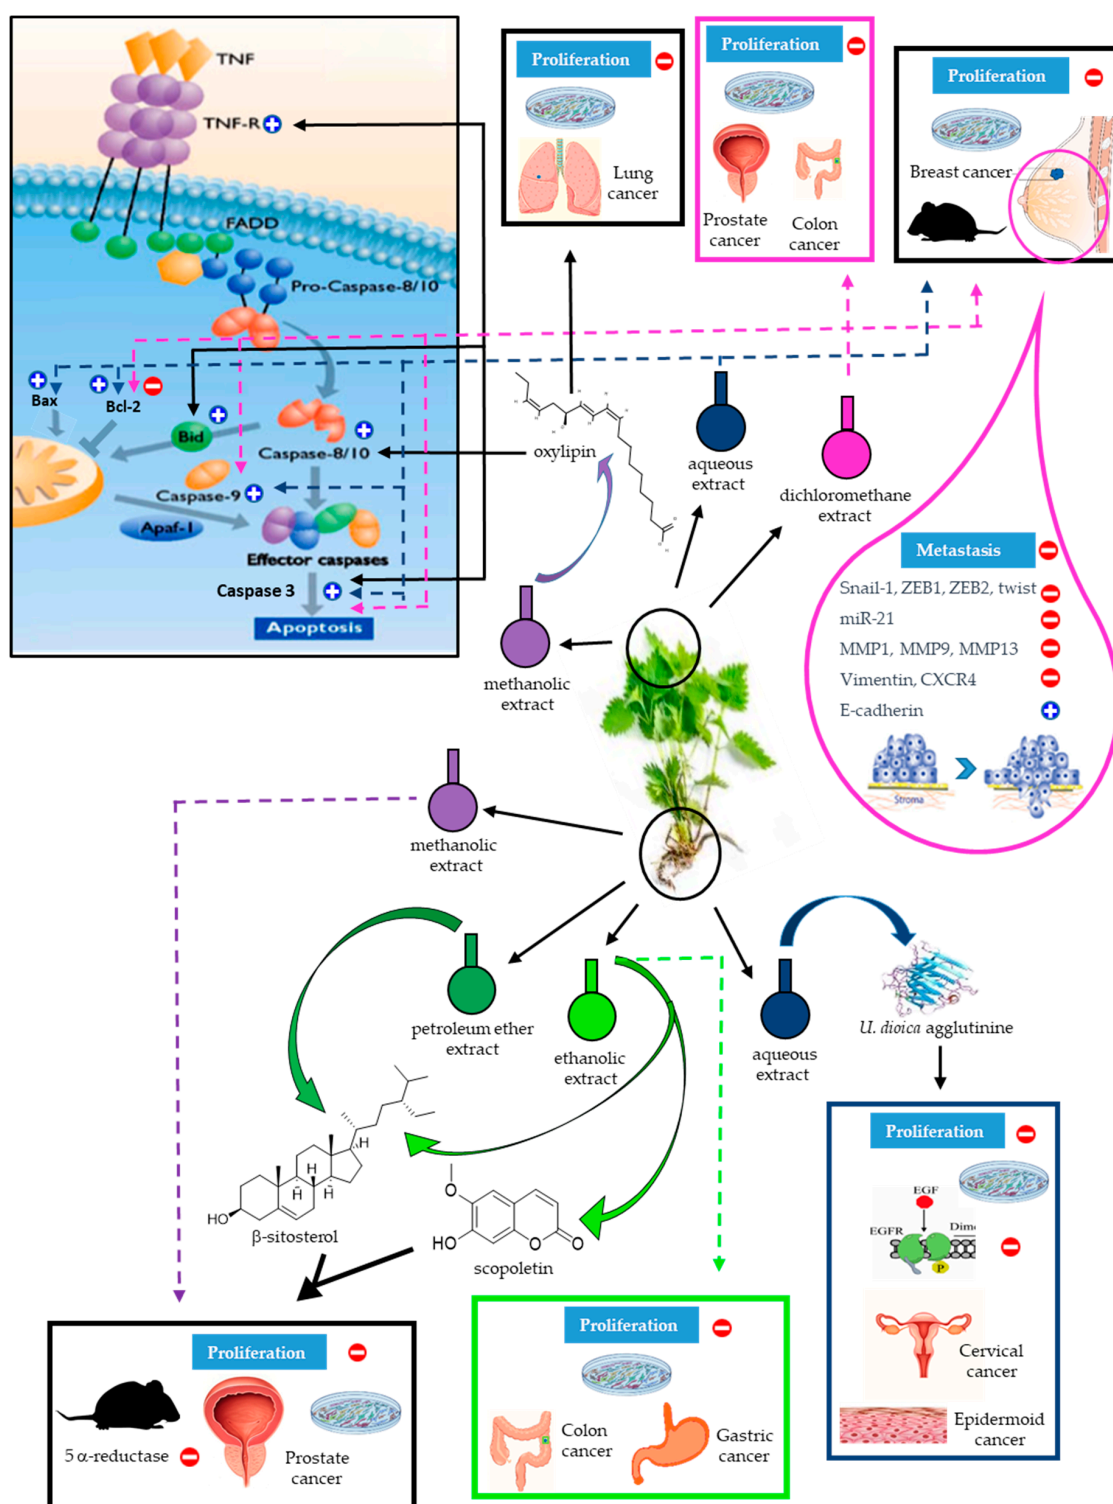 TNF
TNF-R
FADD
Pro-Caspase-8/10
Bax
Bcl-2
Bid
Caspase-8/10
Caspase-9
Apaf-1
Effector caspases
Caspase 3
Apoptosis
Proliferation
Lung
cancer
Proliferation
Prostate
cancer
Colon
cancer
Proliferation
Breast cancer
oxylipin
aqueous
extract
dichloromethane
extract
methanolic
extract
Metastasis
Snail-1, ZEB1, ZEB2, twist
miR-21
MMP1, MMP9, MMP13
Vimentin, CXCR4
E-cadherin
Stroma
methanolic
extract
petroleum ether
extract
ethanolic
extract
aqueous
extract
U. dioica agglutinine
HO
H
H
H
H
β-sitosterol
O
HO
O
O
scopoletin
Proliferation
5 α-reductase
Prostate
cancer
Proliferation
Colon
cancer
Gastric
cancer
Proliferation
EGF
EGFR
Dime
P
Cervical
cancer
Epidermoid
cancer